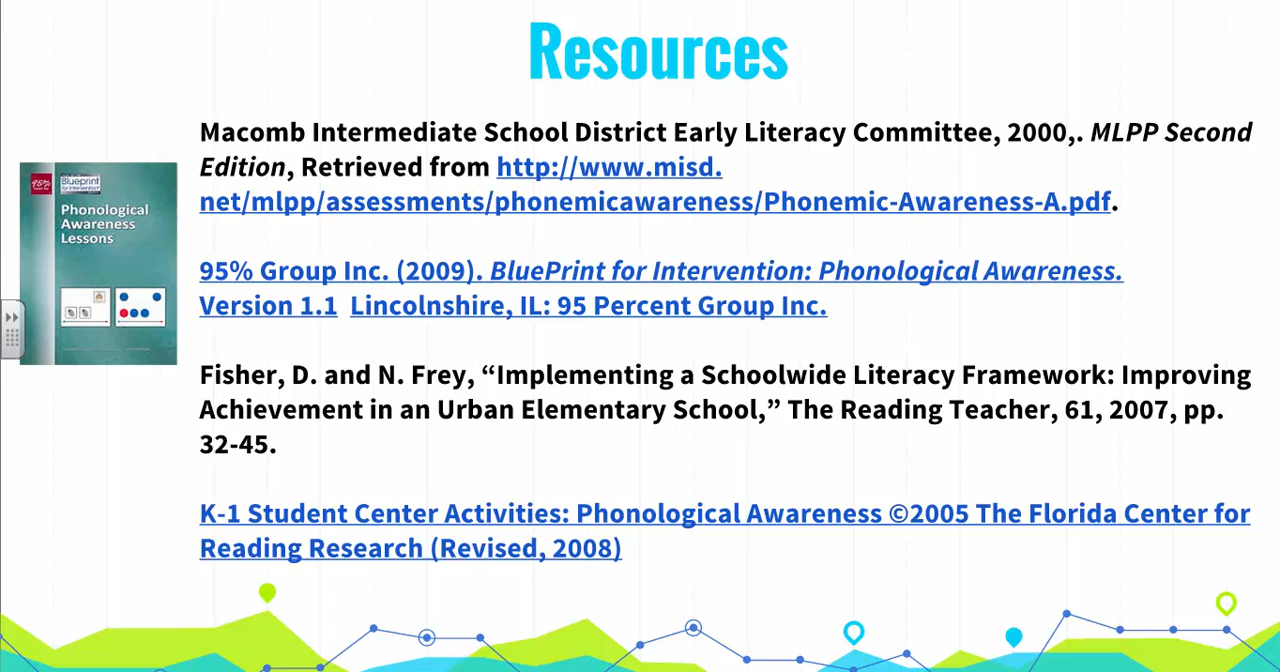 Resources
Macomb Intermediate School District Early Literacy Committee, 2000,. MLPP Second
Edition, Retrieved from http://www.misd.
net/mlpp/assessments/phonemicawareness/Phonemic-Awareness-A.pdf.
95%
Blueprint
for Intervention
Phonological
Awareness
Lessons
95% Group Inc. (2009). BluePrint for Intervention: Phonological Awareness.
Version 1.1  Lincolnshire, IL: 95 Percent Group Inc.
Fisher, D. and N. Frey, “Implementing a Schoolwide Literacy Framework: Improving
Achievement in an Urban Elementary School,” The Reading Teacher, 61, 2007, pp.
32-45.
K-1 Student Center Activities: Phonological Awareness ©2005 The Florida Center for
Reading Research (Revised, 2008)